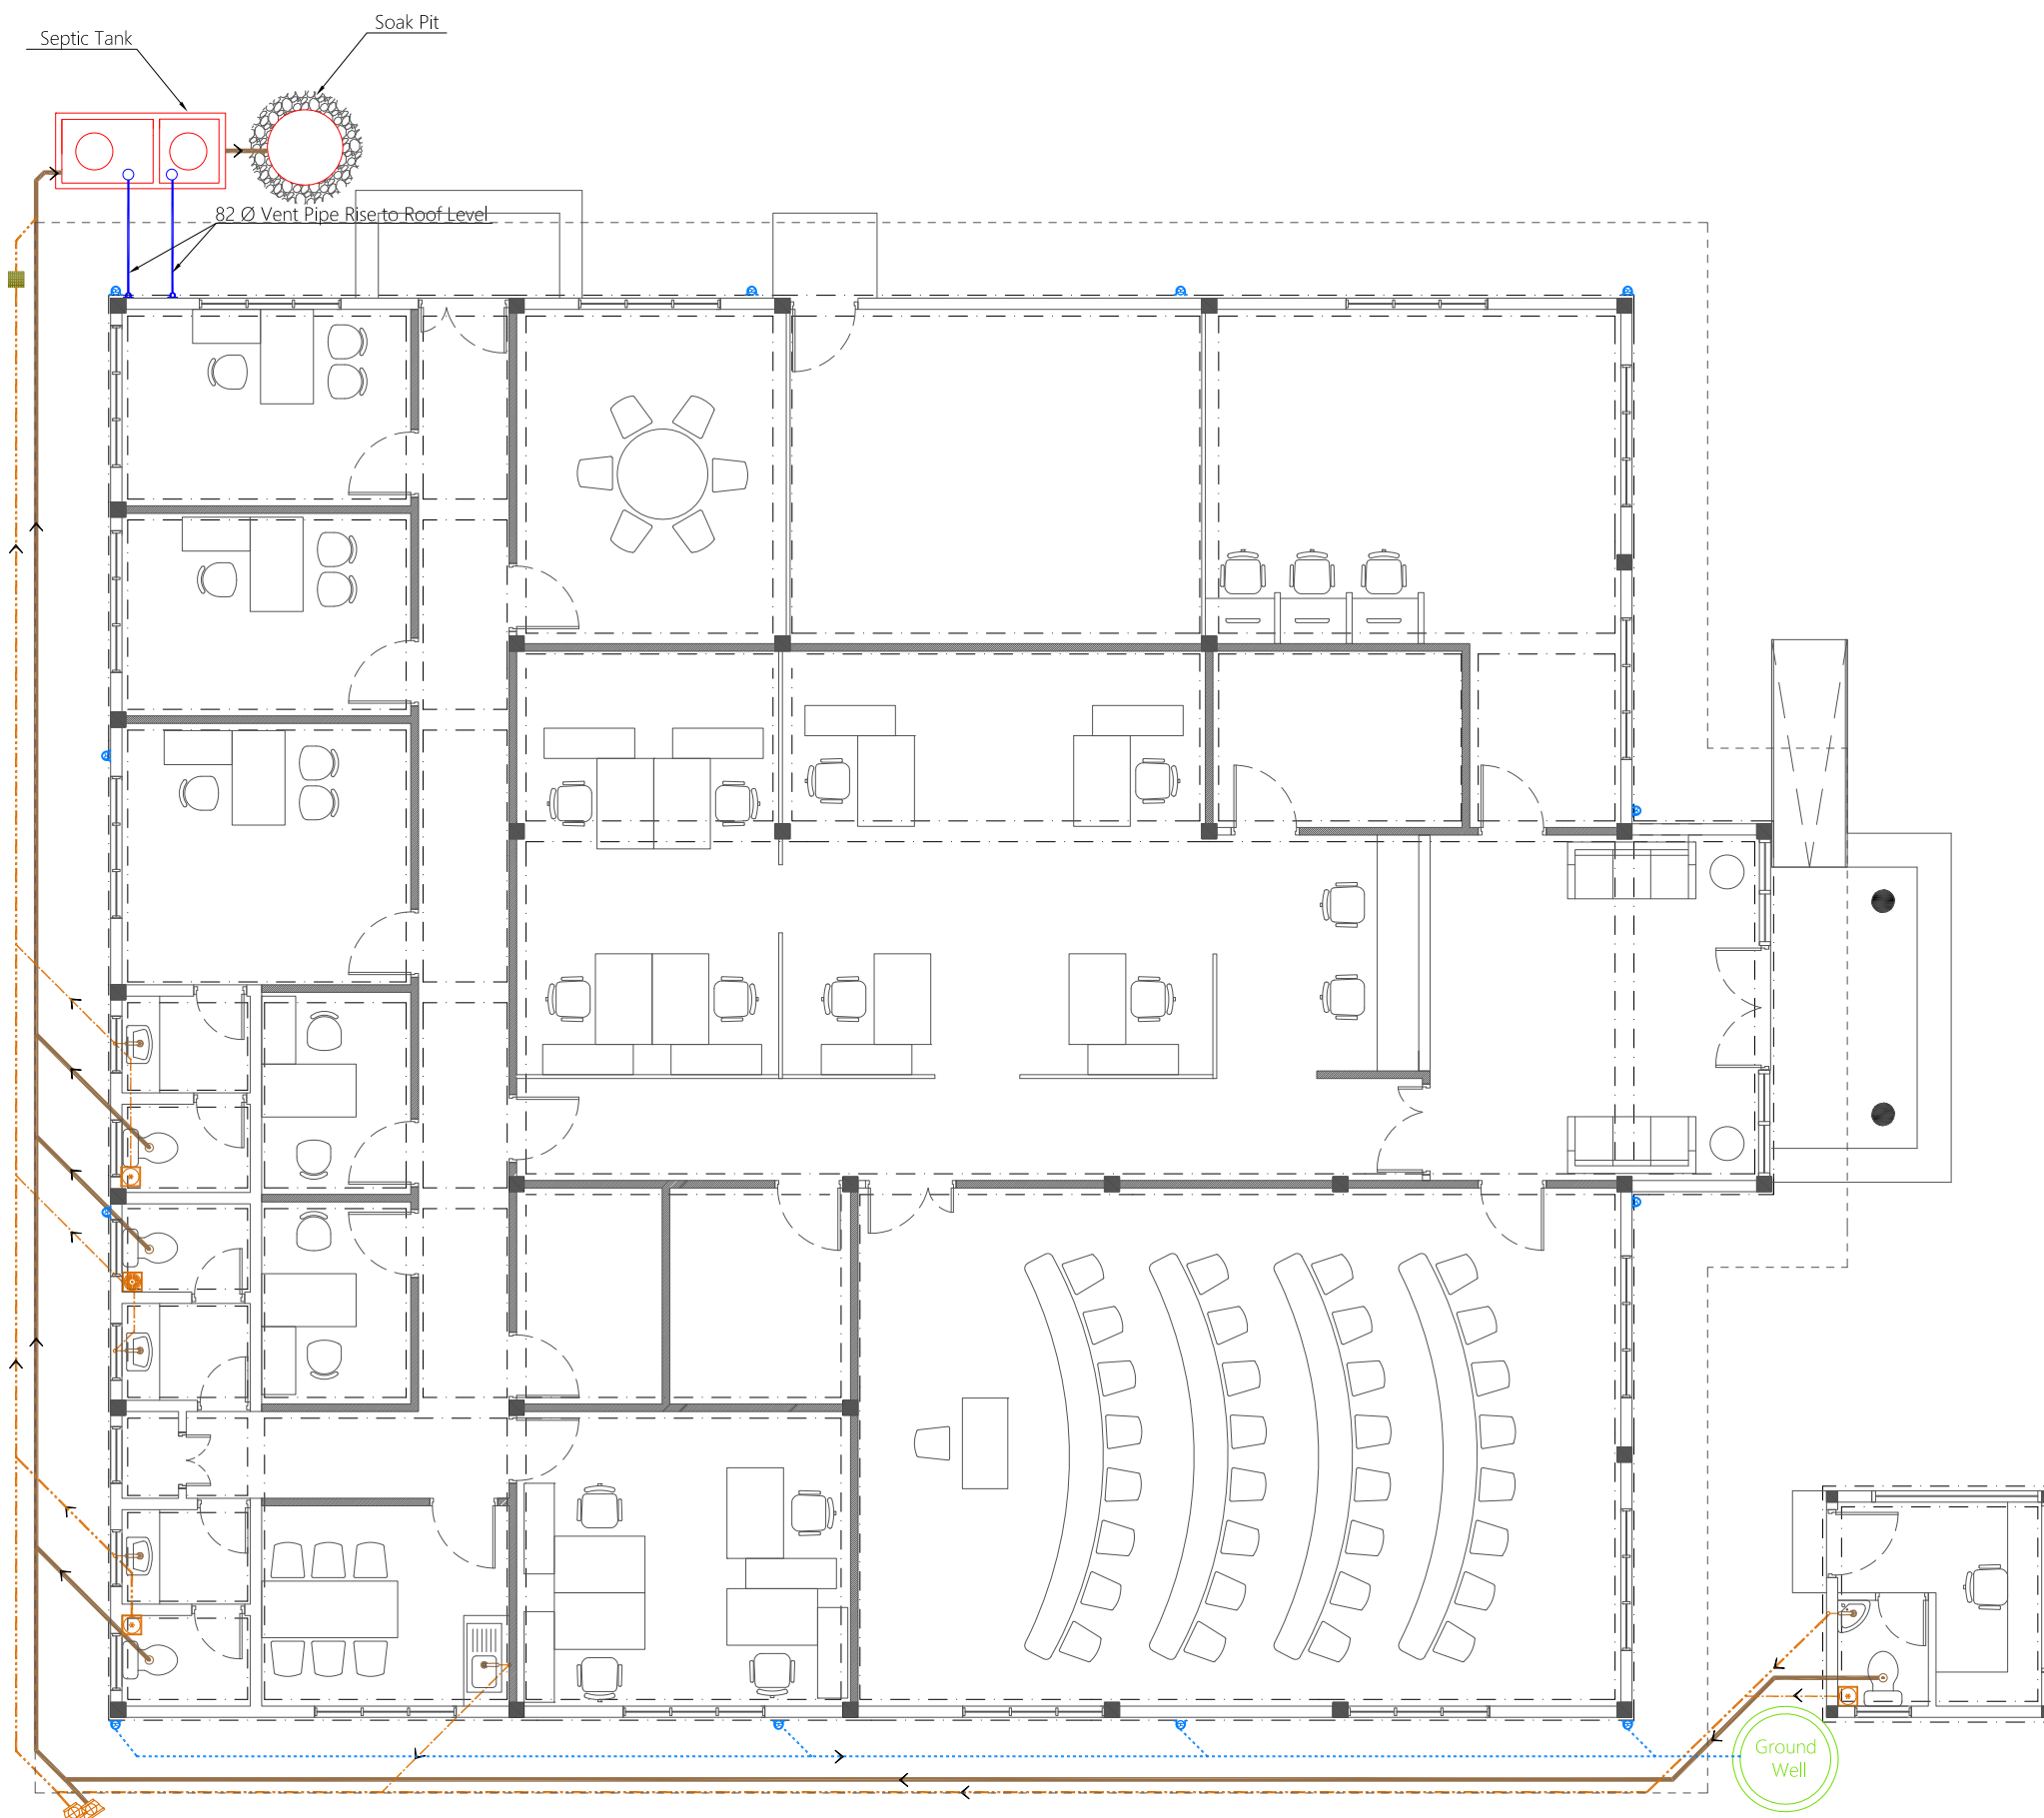 Soak Pit
Septic Tank
82 Ø Vent Pipe Rise to Roof Level
Ground
Well